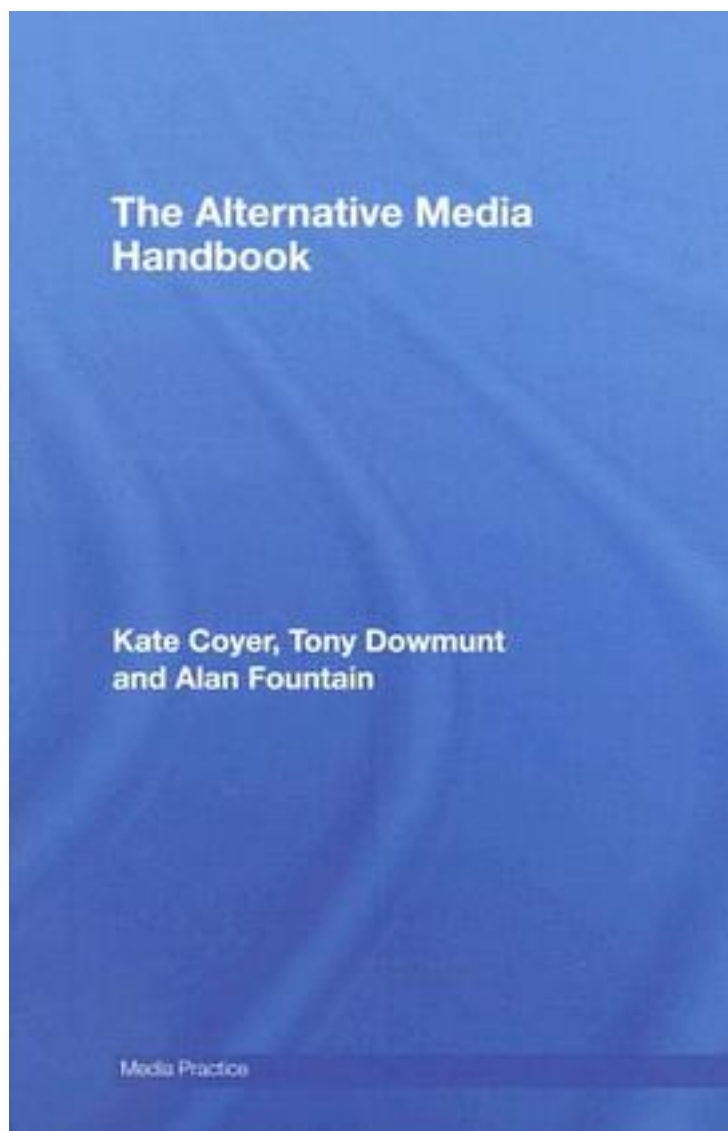 The Alternative Media
Handbook
Kate Coyer, Tony Dowmunt
and Alan Fountain
Media Practice